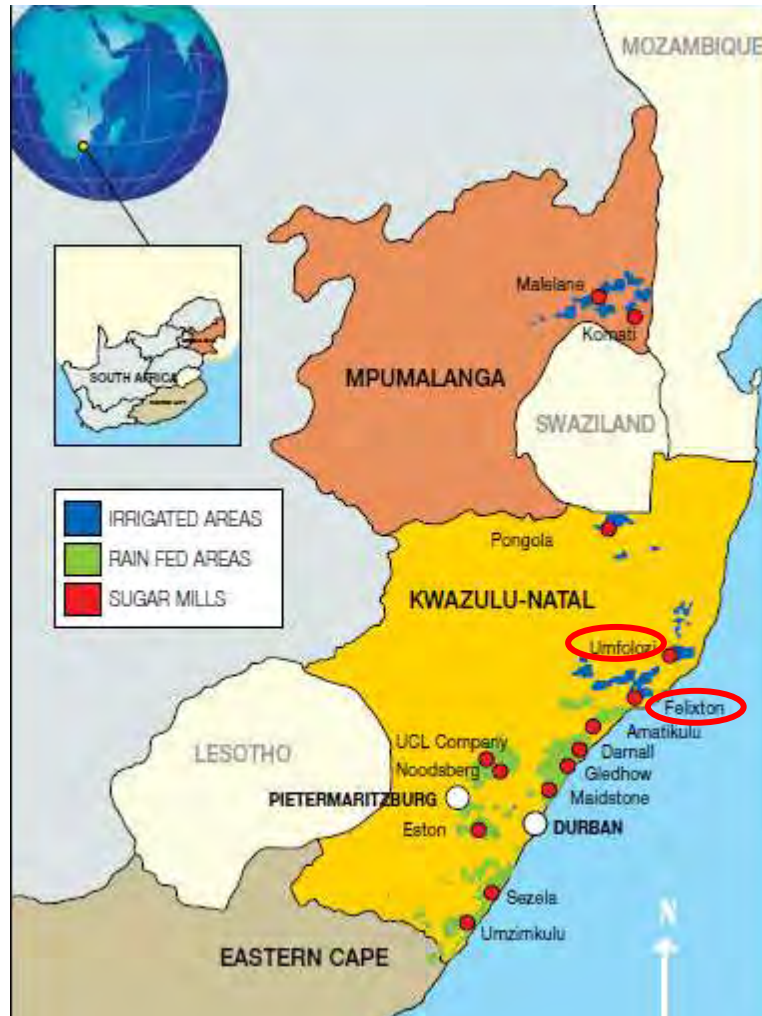 MOZAMBIQUE
Malelane
Komati
MPUMALANGA
SWAZILAND
SOUTH AFRICA
IRRIGATED AREAS
RAIN FED AREAS
SUGAR MILLS
Pongola
KWAZULU-NATAL
Umfolozi
Felixton
Amatikulu
Darnall
Gledhow
Maidstone
UCL Company
Noodsberg
LESOTHO
PIETERMARITZBURG
DURBAN
Eston
Sezela
Umzimkulu
EASTERN CAPE
N